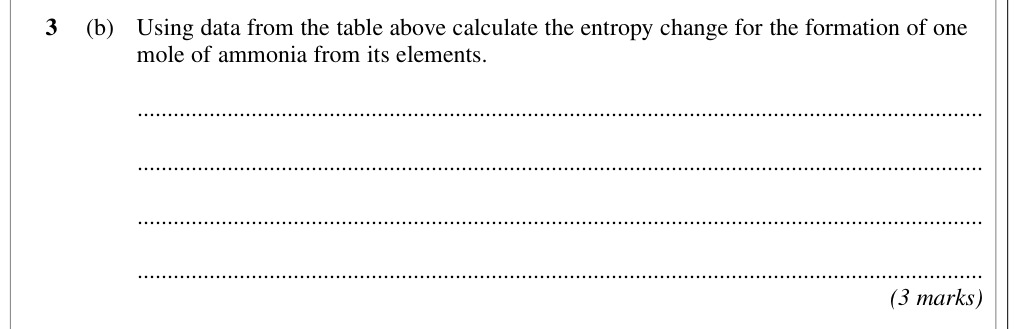 3 (b) Using data from the table above calculate the entropy change for the formation of one
mole of ammonia from its elements.
(3 marks)